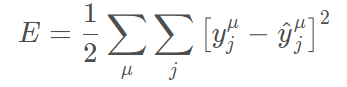 E = \frac{1}{2} \sum_{\mu} \sum_{j} \left[ y_j^{\mu} - \hat{y}_j^{\mu} \right]^2